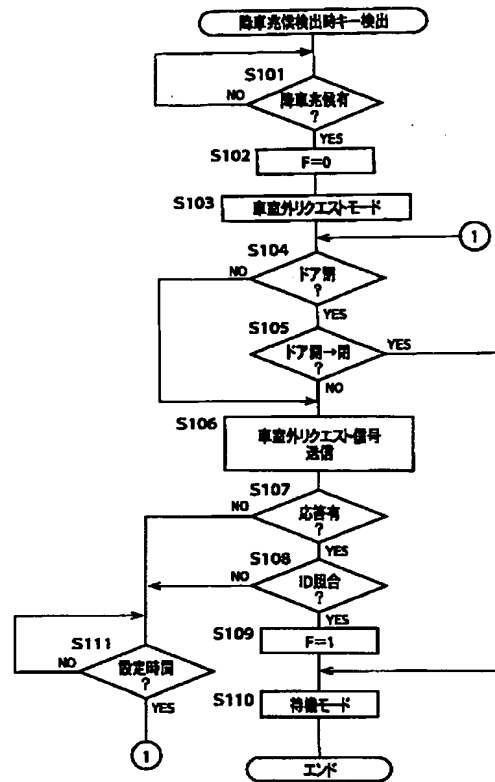 降車兆候検出時キー検出
S101
降車兆候有
?
NO
YES
S102
F=0
S103
車室外リクエストモード
1
S104
NO
ドア閉
?
YES
S105
ドア開→閉
?
YES
NO
S106
車室外リクエスト信号
送信
S107
NO
応答有
?
YES
S108
NO
ID照合
?
YES
S109
F=1
S111
NO
設定時間
?
YES
S110
待機モード
1
エンド